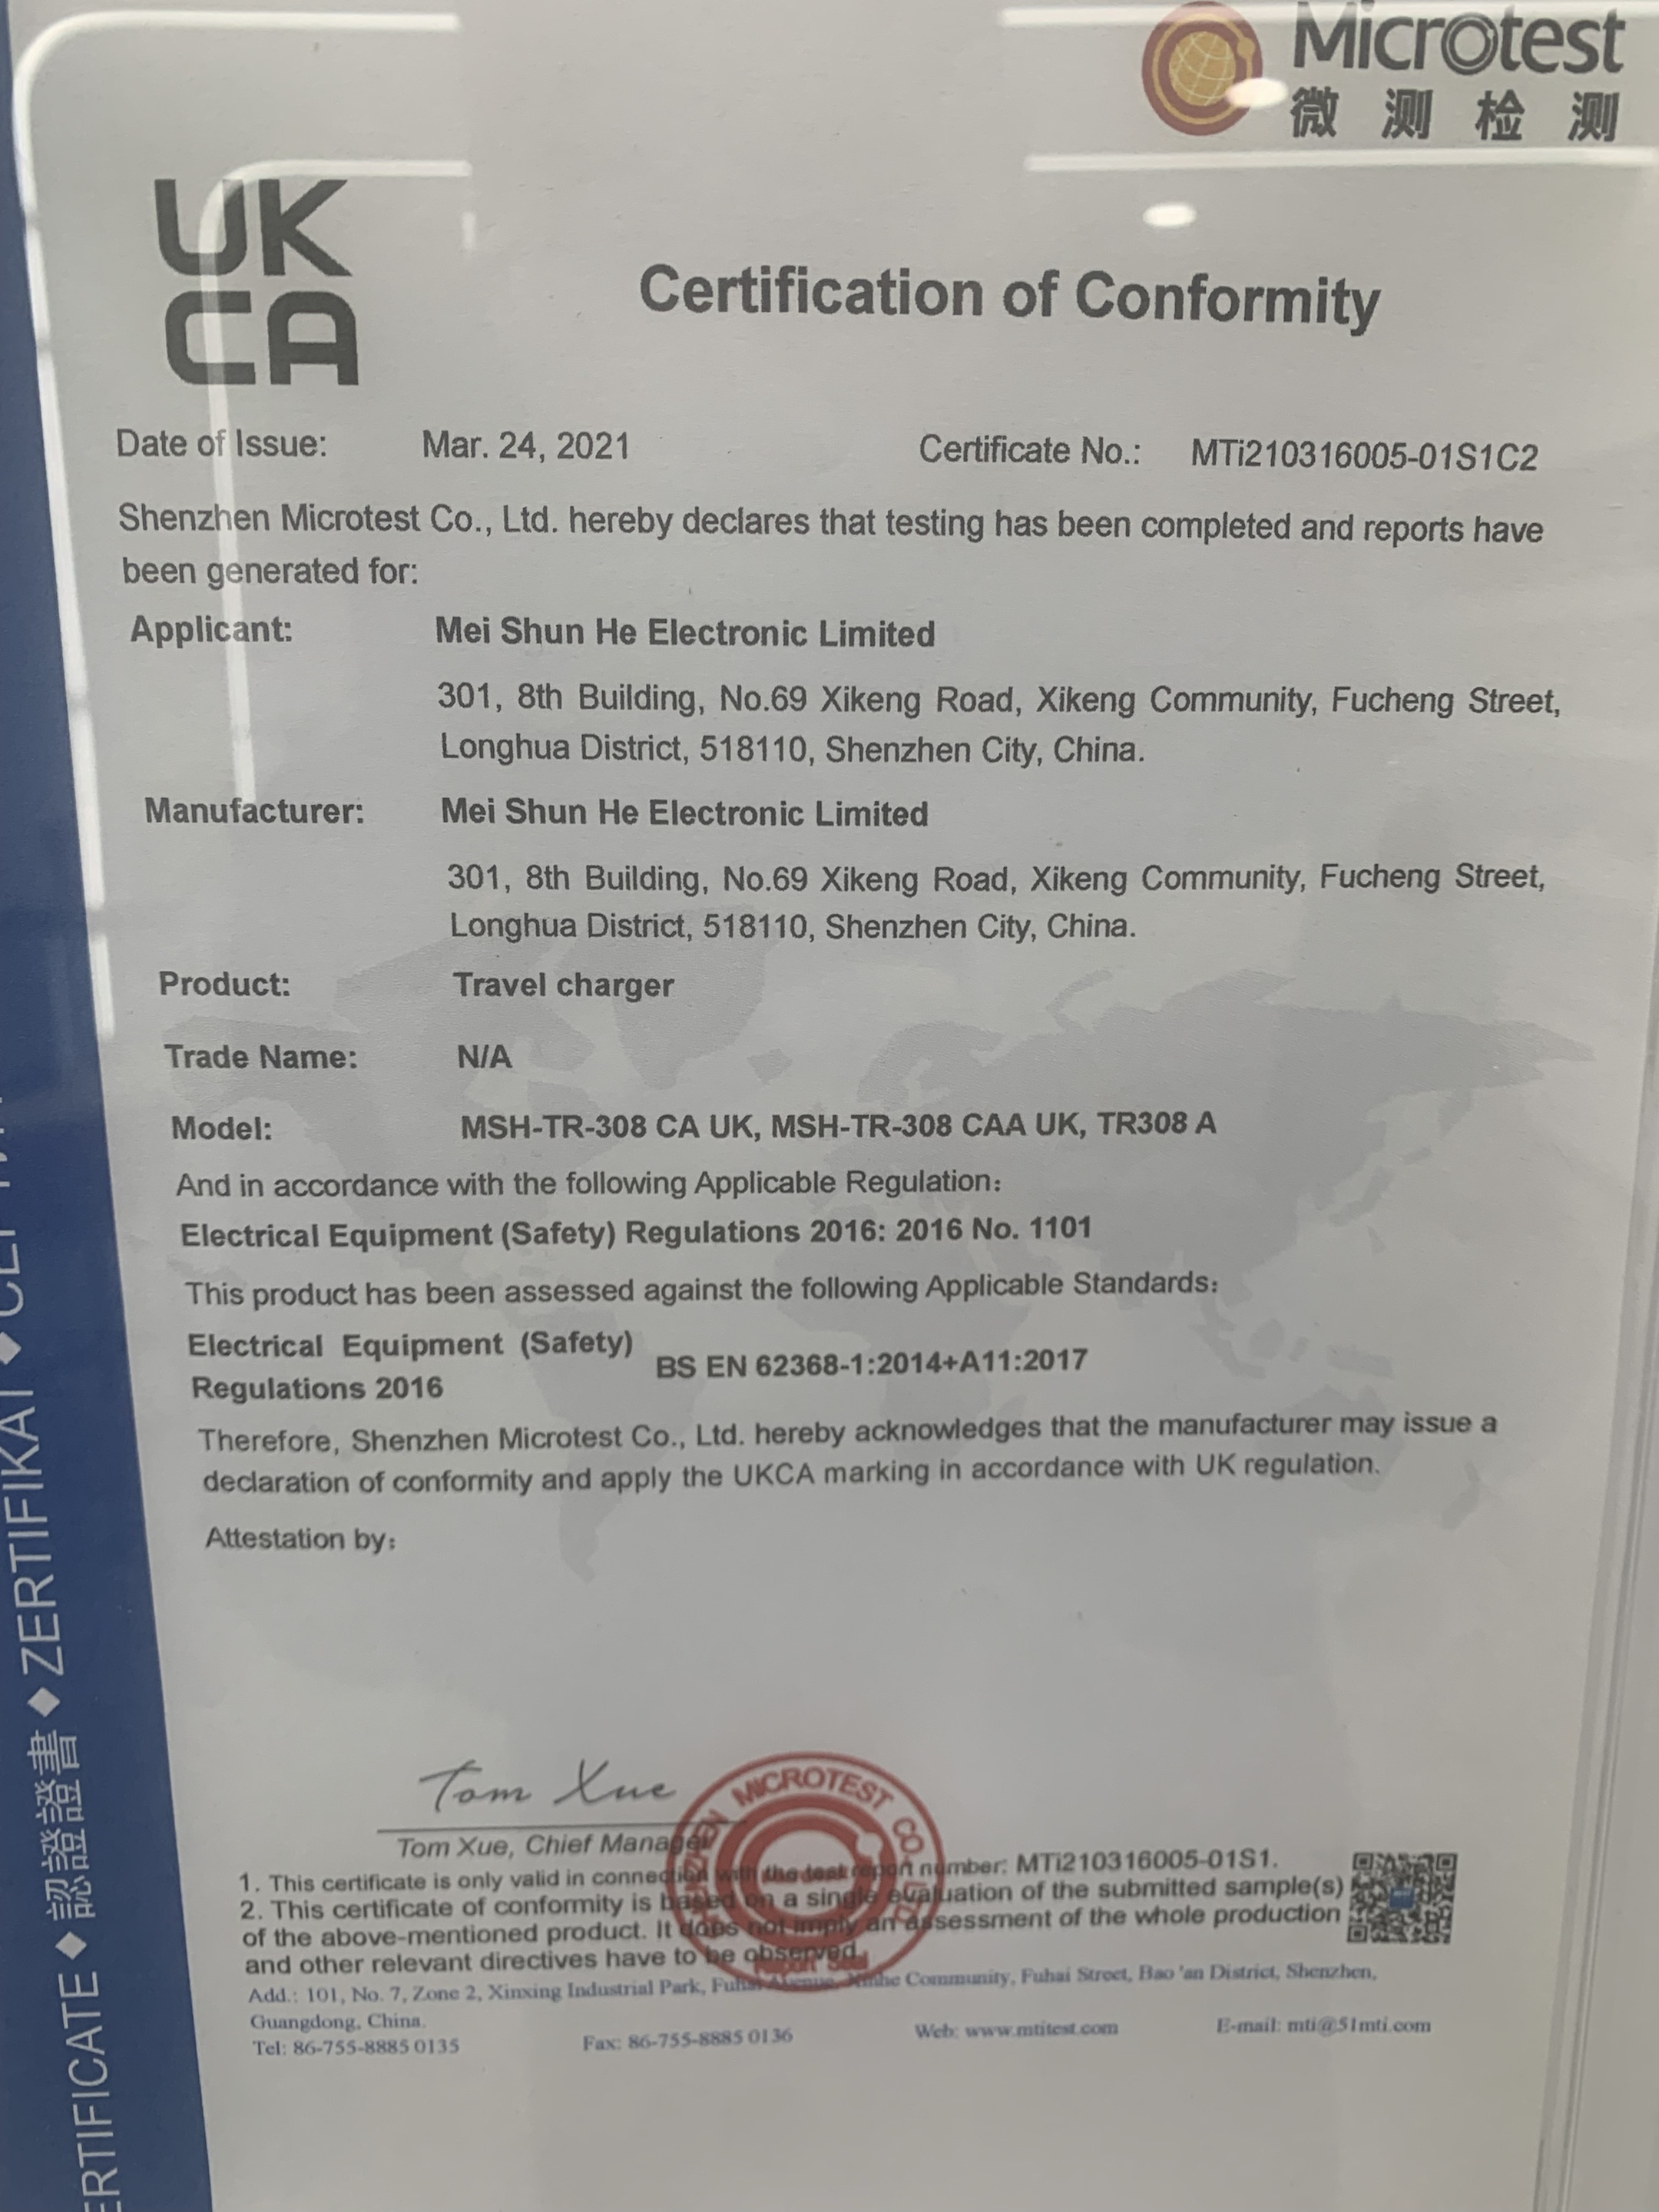 Microtest
微测检测
UK
CA
Certification of Conformity
Date of Issue: Mar. 24, 2021 Certificate No.: MTi210316005-01S1C2
Shenzhen Microtest Co., Ltd. hereby declares that testing has been completed and reports have
been generated for:
Applicant: Mei Shun He Electronic Limited
301, 8th Building, No.69 Xikeng Road, Xikeng Community, Fucheng Street,
Longhua District, 518110, Shenzhen City, China.
Manufacturer: Mei Shun He Electronic Limited
301, 8th Building, No.69 Xikeng Road, Xikeng Community, Fucheng Street,
Longhua District, 518110, Shenzhen City, China.
Product: Travel charger
Trade Name: N/A
Model: MSH-TR-308 CA UK, MSH-TR-308 CAA UK, TR308 A
And in accordance with the following Applicable Regulation:
Electrical Equipment (Safety) Regulations 2016: 2016 No. 1101
This product has been assessed against the following Applicable Standards:
Electrical Equipment (Safety)
Regulations 2016 BS EN 62368-1:2014+A11:2017
Therefore, Shenzhen Microtest Co., Ltd. hereby acknowledges that the manufacturer may issue a
declaration of conformity and apply the UKCA marking in accordance with UK regulation.
Attestation by:
Tom Xue
Tom Xue, Chief Manager
MICROTEST CO., LTD
Report Seal
1. This certificate is only valid in connection with the test report number: MTi210316005-01S1.
2. This certificate of conformity is based on a single evaluation of the submitted sample(s)
of the above-mentioned product. It does not imply an assessment of the whole production
and other relevant directives have to be observed.
Add.: 101, No. 7, Zone 2, Xinxing Industrial Park, Fuhai Avenue, Xinhe Community, Fuhai Street, Bao 'an District, Shenzhen,
Guangdong, China.
Tel: 86-755-8885 0135 Fax: 86-755-8885 0136 Web: www.mtitest.com E-mail: mti@51mti.com
ERTIFICATE ◆ 認證證書 ◆ ZERTIFIKAT ◆